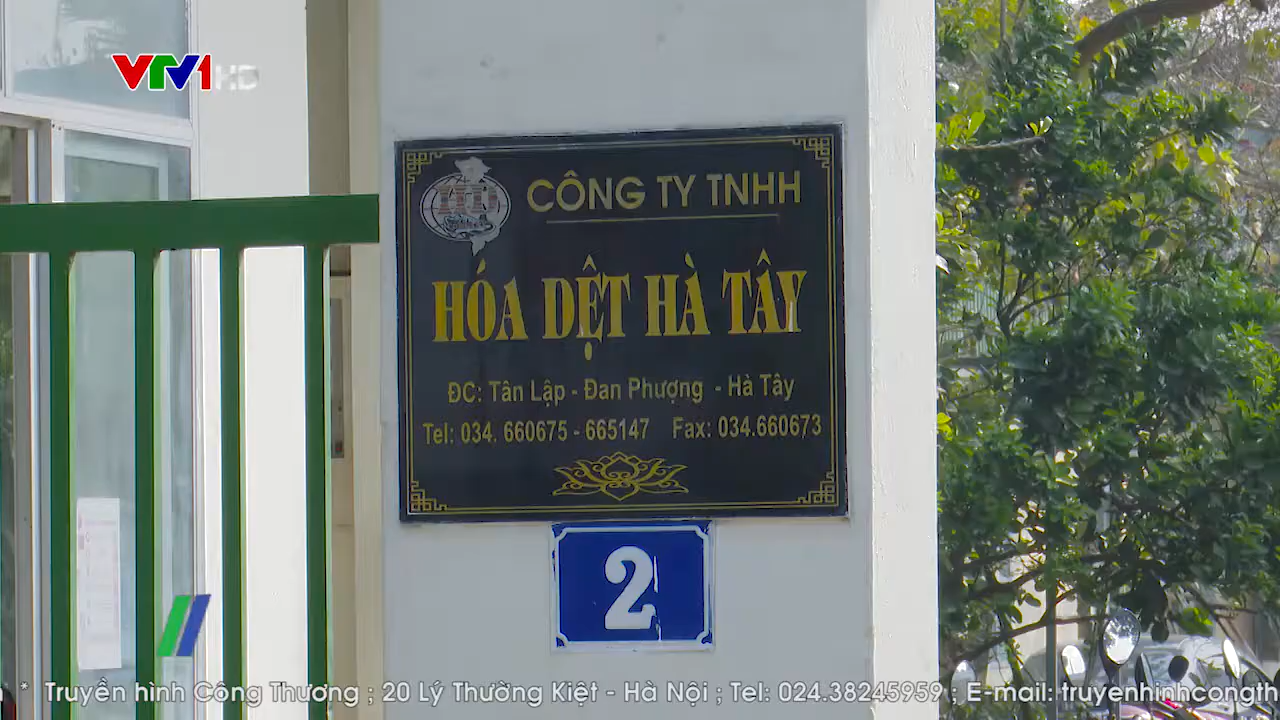 VTV1 HD
CÔNG TY TNHH
HÓA DỆT HÀ TÂY
ĐC: Tân Lập - Đan Phượng - Hà Tây
Tel: 034. 660675 - 665147 Fax: 034.660673
2
* Truyền hình Công Thương ; 20 Lý Thường Kiệt - Hà Nội ; Tel: 024.38245959 ; E-mail: truyenhinhcongth